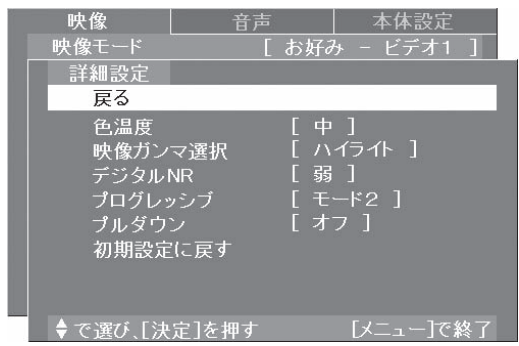 映像 音声 本体設定
映像モード [ お好み － ビデオ1 ]
詳細設定
戻る
色温度 [ 中 ]
映像ガンマ選択 [ ハイライト ]
デジタルNR [ 弱 ]
プログレッシブ [ モード2 ]
プルダウン [ オフ ]
初期設定に戻す
で選び、[決定]を押す [メニュー]で終了